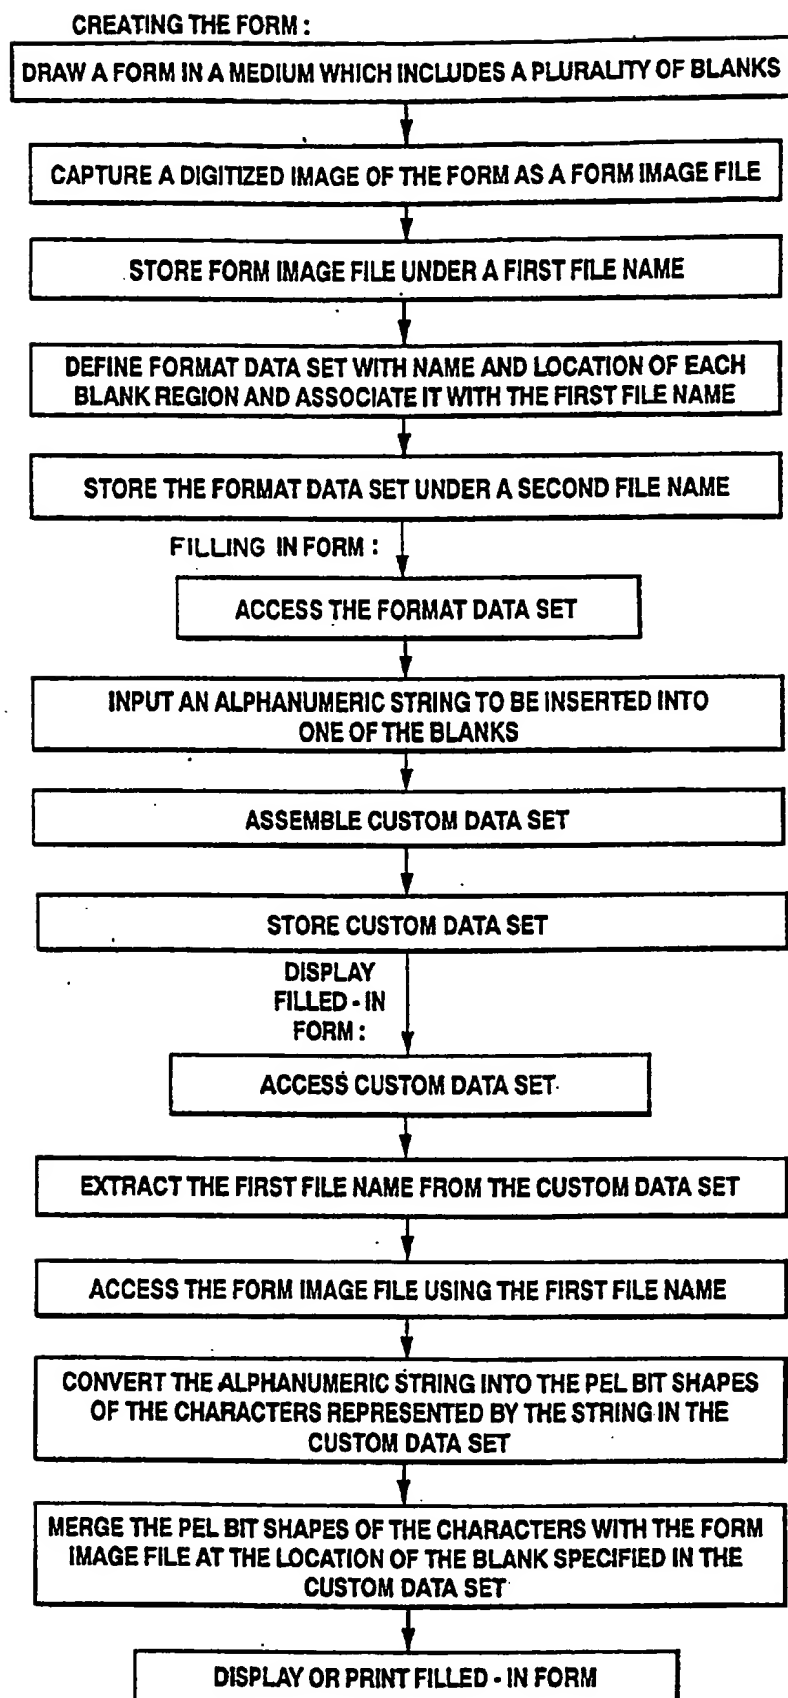 CREATING THE FORM :
DRAW A FORM IN A MEDIUM WHICH INCLUDES A PLURALITY OF BLANKS
CAPTURE A DIGITIZED IMAGE OF THE FORM AS A FORM IMAGE FILE
STORE FORM IMAGE FILE UNDER A FIRST FILE NAME
DEFINE FORMAT DATA SET WITH NAME AND LOCATION OF EACH
BLANK REGION AND ASSOCIATE IT WITH THE FIRST FILE NAME
STORE THE FORMAT DATA SET UNDER A SECOND FILE NAME
FILLING IN FORM :
ACCESS THE FORMAT DATA SET
INPUT AN ALPHANUMERIC STRING TO BE INSERTED INTO
ONE OF THE BLANKS
ASSEMBLE CUSTOM DATA SET
STORE CUSTOM DATA SET
DISPLAY
FILLED - IN
FORM :
ACCESS CUSTOM DATA SET
EXTRACT THE FIRST FILE NAME FROM THE CUSTOM DATA SET
ACCESS THE FORM IMAGE FILE USING THE FIRST FILE NAME
CONVERT THE ALPHANUMERIC STRING INTO THE PEL BIT SHAPES
OF THE CHARACTERS REPRESENTED BY THE STRING IN THE
CUSTOM DATA SET
MERGE THE PEL BIT SHAPES OF THE CHARACTERS WITH THE FORM
IMAGE FILE AT THE LOCATION OF THE BLANK SPECIFIED IN THE
CUSTOM DATA SET
DISPLAY OR PRINT FILLED - IN FORM